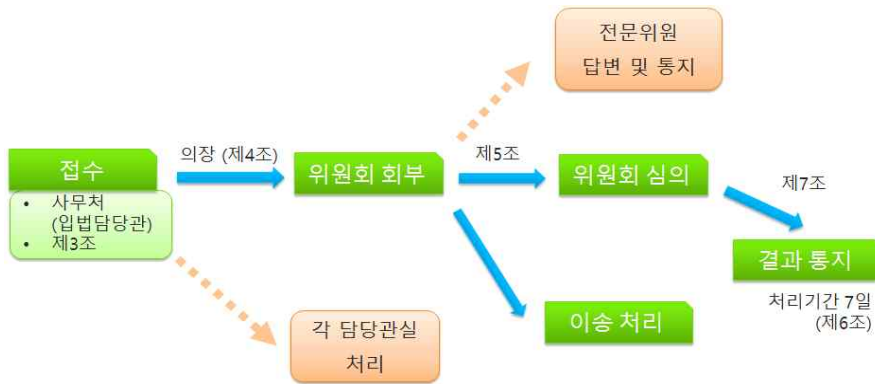 전문위원
답변 및 통지
의장 (제4조)
제5조
접수
위원회 회부
위원회 심의
제7조
• 사무처
(입법담당관)
• 제3조
결과 통지
처리기간 7일
(제6조)
이송 처리
각 담당관실
처리